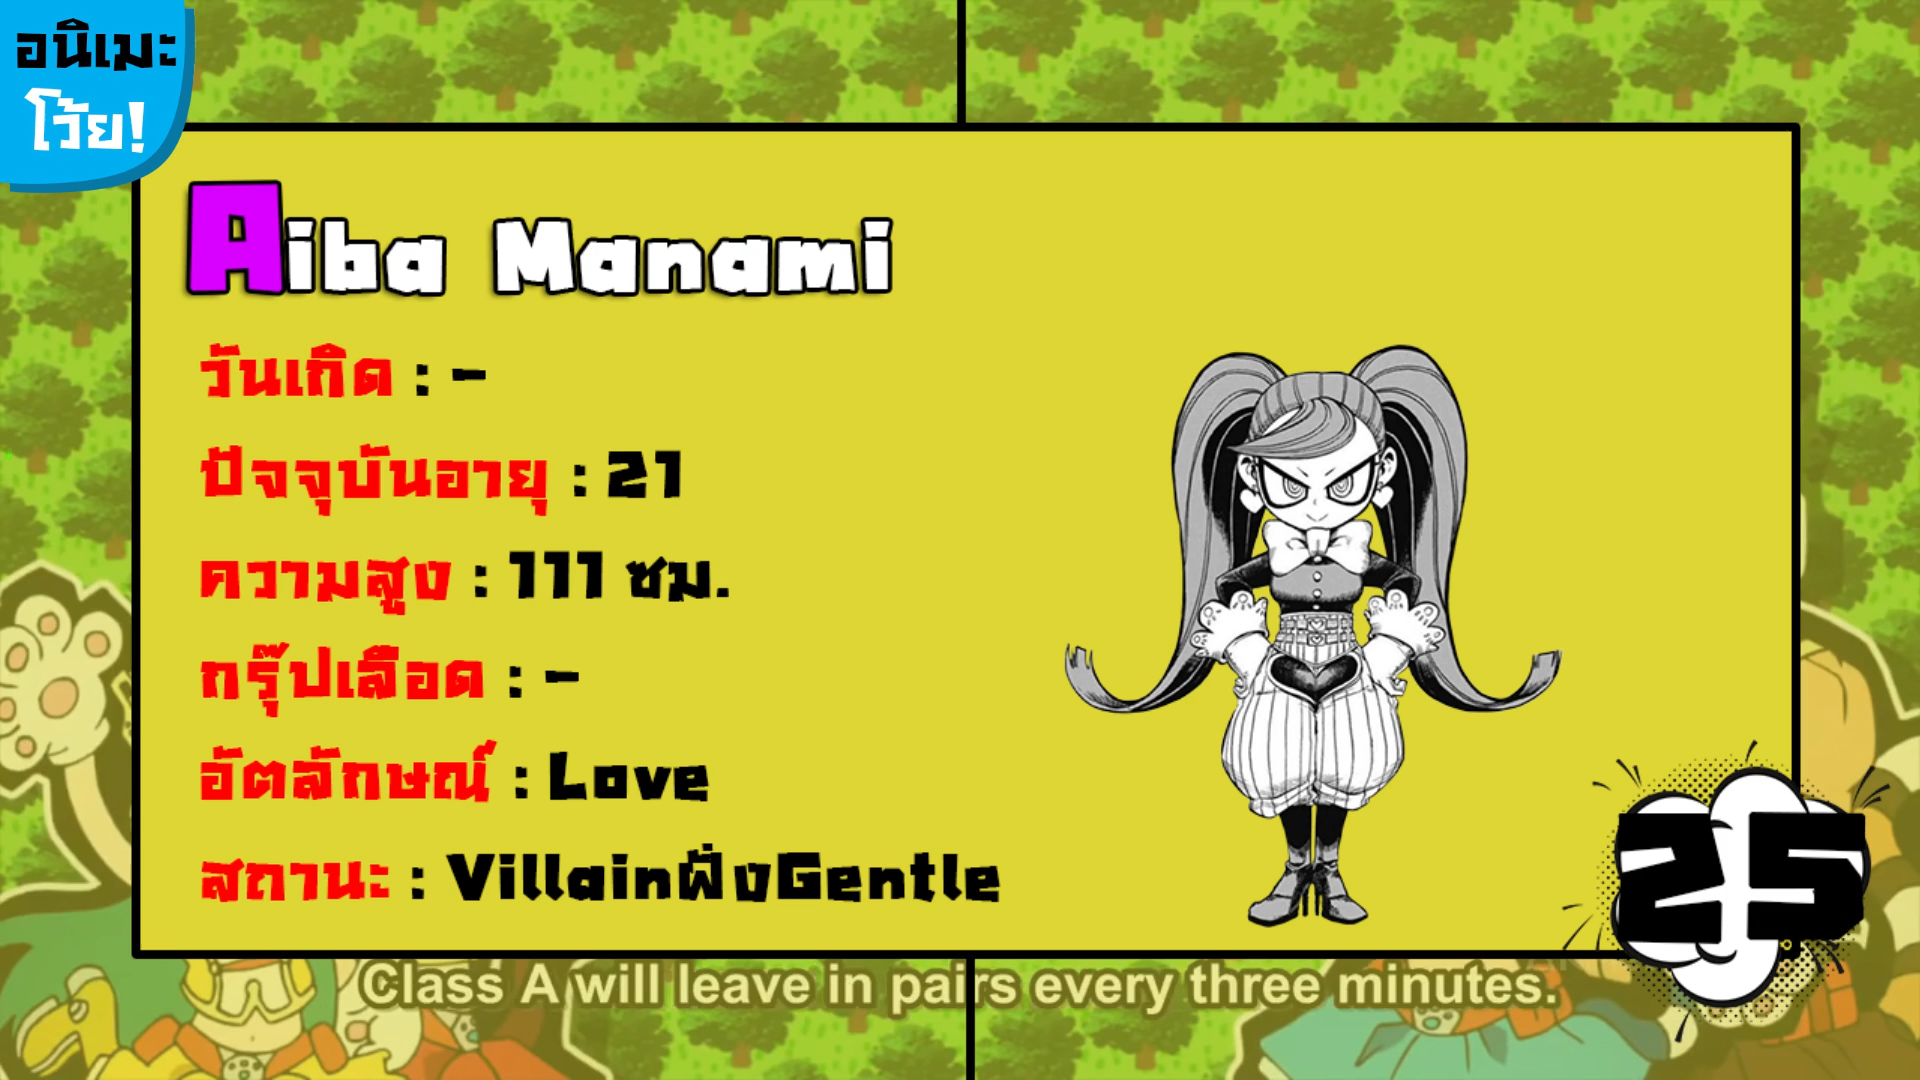 อนิเมะ
โว้ย!
Aiba Manami
วันเกิด : -
ปัจจุบันอายุ : 21
ความสูง : 111 ซม.
กรุ๊ปเลือด : -
อัตลักษณ์ : Love
สถานะ : Villainฝั่งGentle
25
Class A will leave in pairs every three minutes.